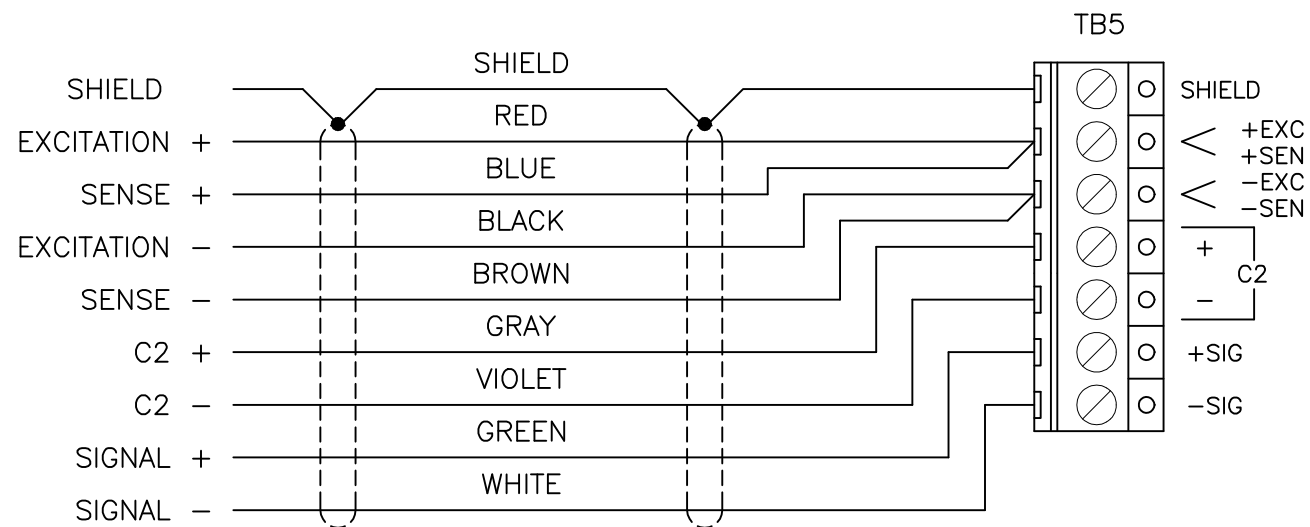 TB5
SHIELD SHIELD SHIELD
EXCITATION + RED +EXC
+SEN
SENSE + BLUE −EXC
−SEN
EXCITATION − BLACK +
C2
SENSE − BROWN −
C2 + GRAY +SIG
C2 − VIOLET −SIG
SIGNAL + GREEN
SIGNAL − WHITE